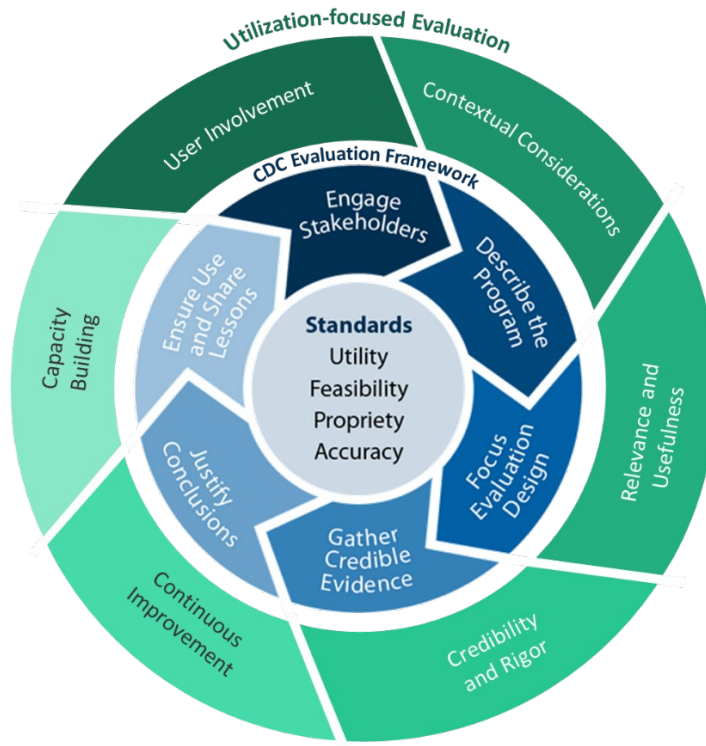 Utilization-focused Evaluation
User Involvement
Contextual Considerations
Relevance and
Usefulness
Credibility
and Rigor
Continuous
Improvement
Capacity
Building
CDC Evaluation Framework
Engage
Stakeholders
Describe the
Program
Focus
Evaluation
Design
Gather
Credible
Evidence
Justify
Conclusions
Ensure Use
and Share
Lessons
Standards
Utility
Feasibility
Propriety
Accuracy